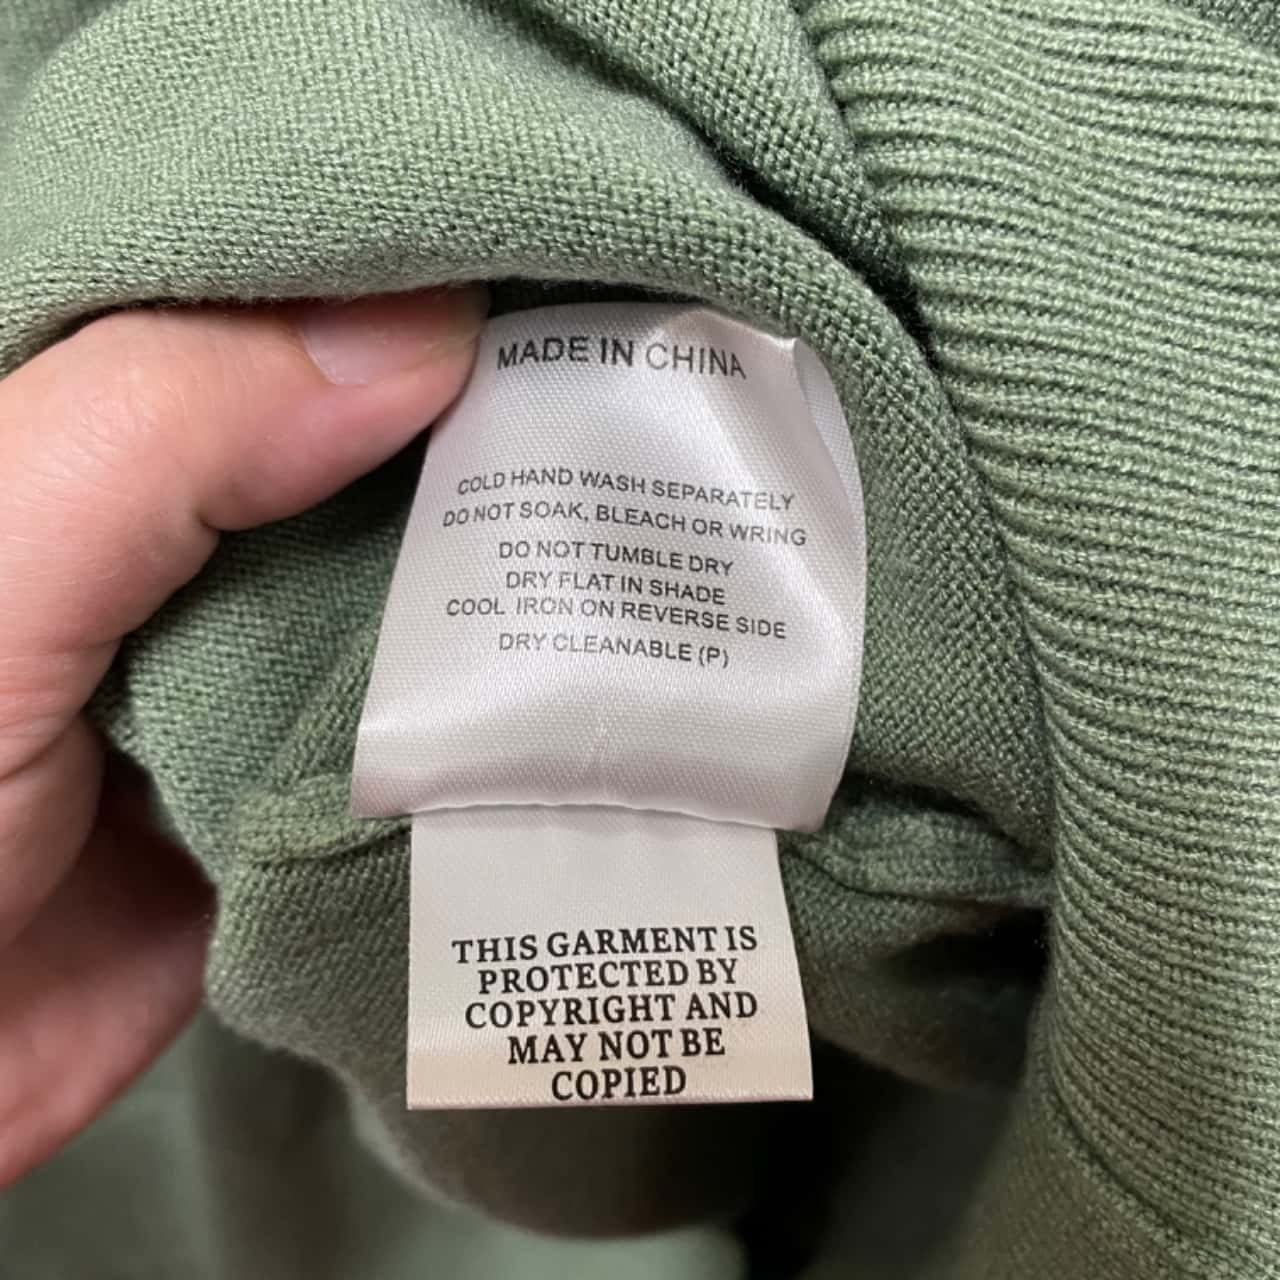 MADE IN CHINA
COLD HAND WASH SEPARATELY
DO NOT SOAK, BLEACH OR WRING
DO NOT TUMBLE DRY
DRY FLAT IN SHADE
COOL IRON ON REVERSE SIDE
DRY CLEANABLE (P)
THIS GARMENT IS
PROTECTED BY
COPYRIGHT AND
MAY NOT BE
COPIED